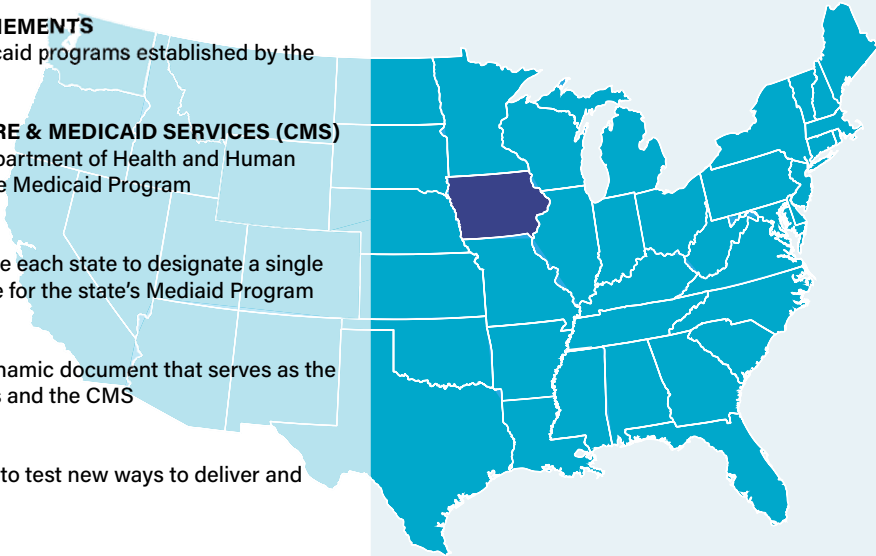 EMENTS
caid programs established by the
RE & MEDICAID SERVICES (CMS)
partment of Health and Human
e Medicaid Program
e each state to designate a single
e for the state's Mediaid Program
namic document that serves as the
s and the CMS
to test new ways to deliver and